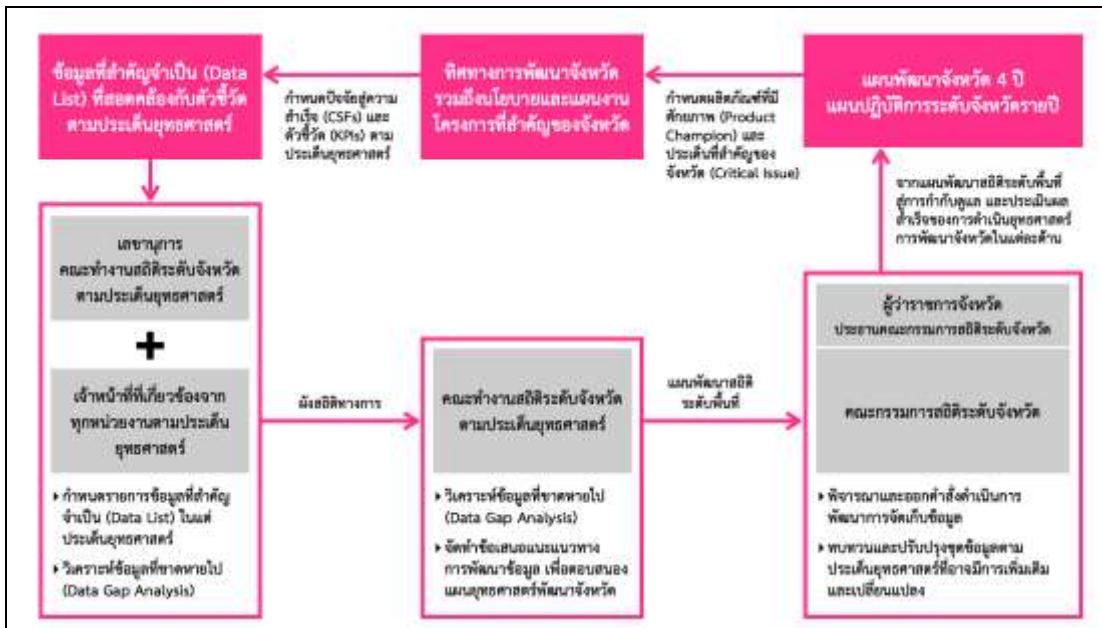 ข้อมูลที่สำคัญจำเป็น (Data
List) ที่สอดคล้องกับตัวชี้วัด
ตามประเด็นยุทธศาสตร์
กำหนดปัจจัยสู่ความ
สำเร็จ (CSFs) และ
ตัวชี้วัด (KPIs) ตาม
ประเด็นยุทธศาสตร์
ทิศทางการพัฒนาจังหวัด
รวมถึงนโยบายและแผนงาน
โครงการที่สำคัญของจังหวัด
กำหนดผลิตภัณฑ์ที่มี
ศักยภาพ (Product
Champion) และ
ประเด็นที่สำคัญของ
จังหวัด (Critical Issue)
แผนพัฒนาจังหวัด 4 ปี
แผนปฏิบัติการระดับจังหวัดรายปี
จากแผนพัฒนาสถิติระดับพื้นที่
สู่การกำกับดูแล และประเมินผล
สำเร็จของการดำเนินยุทธศาสตร์
การพัฒนาจังหวัดในแต่ละด้าน
เลขานุการ
คณะทำงานสถิติระดับจังหวัด
ตามประเด็นยุทธศาสตร์
+
เจ้าหน้าที่ที่เกี่ยวข้องจาก
ทุกหน่วยงานตามประเด็น
ยุทธศาสตร์
กำหนดรายการข้อมูลที่สำคัญ
จำเป็น (Data List) ในแต่
ประเด็นยุทธศาสตร์
วิเคราะห์ข้อมูลที่ขาดหายไป
(Data Gap Analysis)
ผังสถิติทางการ
คณะทำงานสถิติระดับจังหวัด
ตามประเด็นยุทธศาสตร์
วิเคราะห์ข้อมูลที่ขาดหายไป
(Data Gap Analysis)
จัดทำข้อเสนอแนะแนวทาง
การพัฒนาข้อมูล เพื่อตอบสนอง
แผนยุทธศาสตร์พัฒนาจังหวัด
แผนพัฒนาสถิติ
ระดับพื้นที่
ผู้ว่าราชการจังหวัด
ประธานคณะกรรมการสถิติระดับจังหวัด
คณะกรรมการสถิติระดับจังหวัด
พิจารณาและออกคำสั่งดำเนินการ
พัฒนาการจัดเก็บข้อมูล
ทบทวนและปรับปรุงชุดข้อมูลตาม
ประเด็นยุทธศาสตร์ที่อาจมีการเพิ่มเติม
และเปลี่ยนแปลง